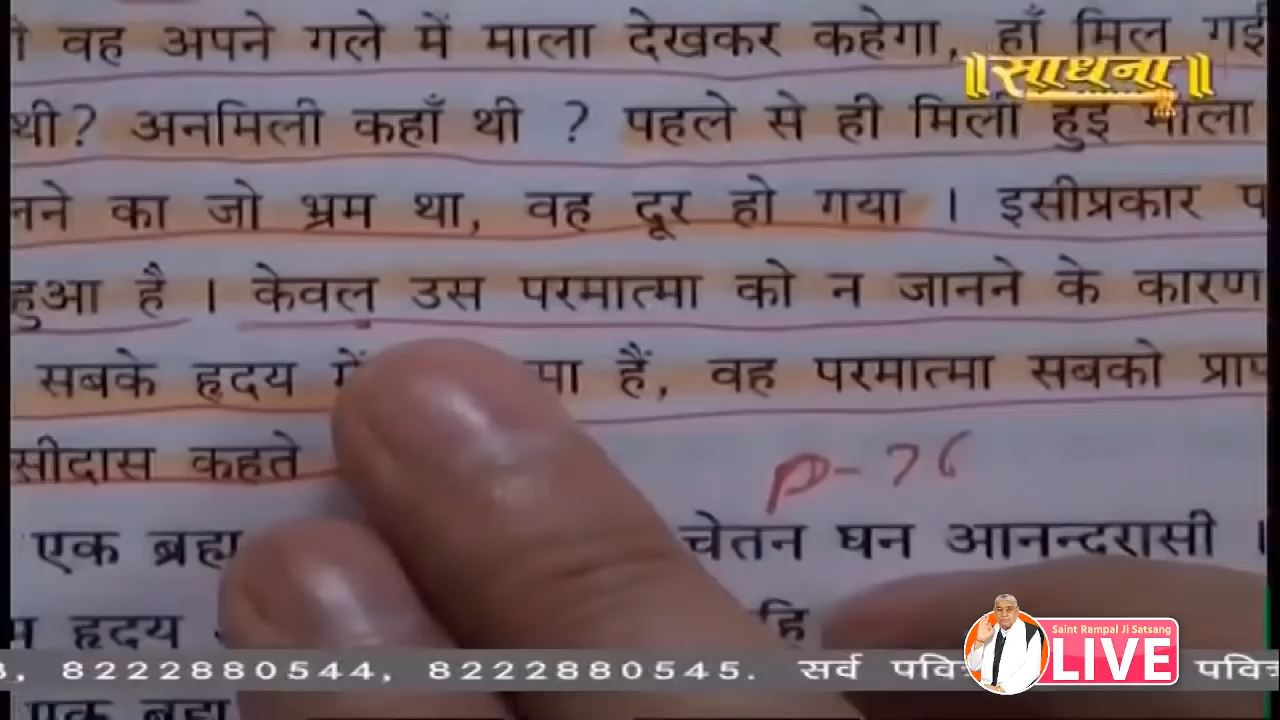 वह अपने गले में माला देखकर कहेगा, हाँ मिल गई
॥साधना॥
थी? अनमिली कहाँ थी ? पहले से ही मिली हुई माला
का जो भ्रम था, वह दूर हो गया । इसीप्रकार
हुआ है । केवल उस परमात्मा को न जानने के कारण
सबके हृदय में हैं, वह परमात्मा सबको
कहते
P-76
एक ब्रह्म चेतन घन आनन्दरासी ।
हृदय
Saint Rampal Ji Satsang
LIVE
8222880544, 8222880545. सर्व
एक ब्रह्म